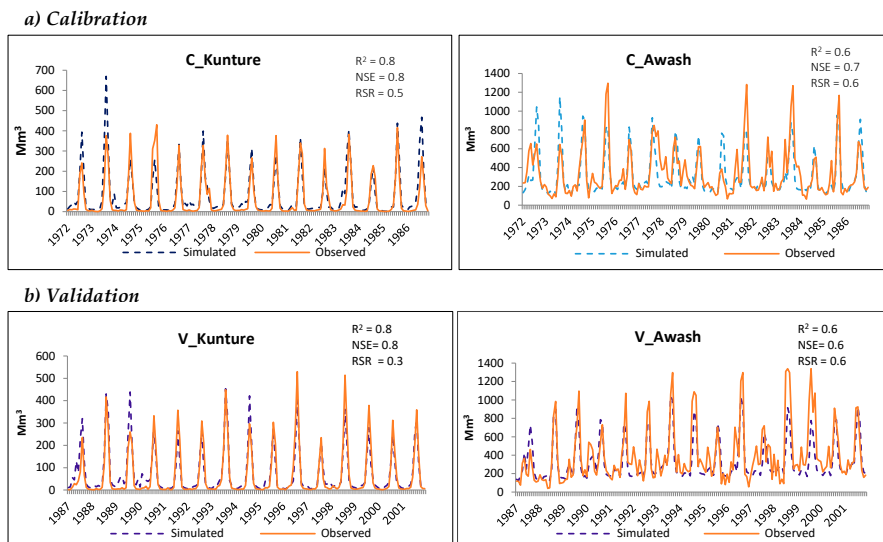 a) Calibration
C_Kunture
R² = 0.8
NSE = 0.8
RSR = 0.5
Mm³
700
600
500
400
300
200
100
0
1972 1973 1974 1975 1976 1977 1978 1979 1980 1981 1982 1983 1984 1985 1986
Simulated Observed
C_Awash
R² = 0.6
NSE = 0.7
RSR = 0.6
1400
1200
1000
800
600
400
200
0
1972 1973 1974 1975 1976 1977 1978 1979 1980 1981 1982 1983 1984 1985 1986
Simulated Observed
b) Validation
V_Kunture
R² = 0.8
NSE= 0.8
RSR = 0.3
Mm³
600
500
400
300
200
100
0
1987 1988 1989 1990 1991 1992 1993 1994 1995 1996 1997 1998 1999 2000 2001
Simulated Observed
V_Awash
R² = 0.6
NSE= 0.6
RSR = 0.6
Mm³
1400
1200
1000
800
600
400
200
0
1987 1988 1989 1990 1991 1992 1993 1994 1995 1996 1997 1998 1999 2000 2001
Simulated Observed